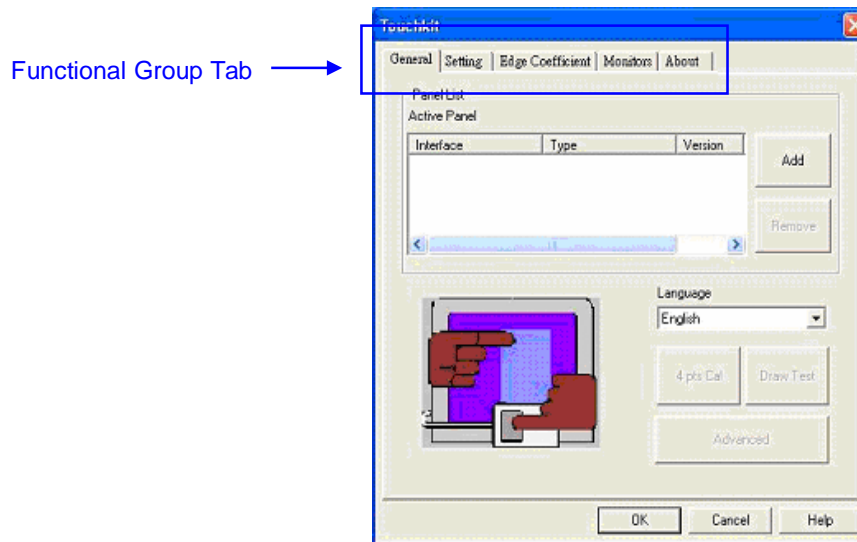 Touchkit
Functional Group Tab
General Setting Edge Coefficient Monitors About
Panel List
Active Panel
Interface Type Version
Add
Remove
Language
English
4 pts Cal Draw Test
Advanced
OK Cancel Help